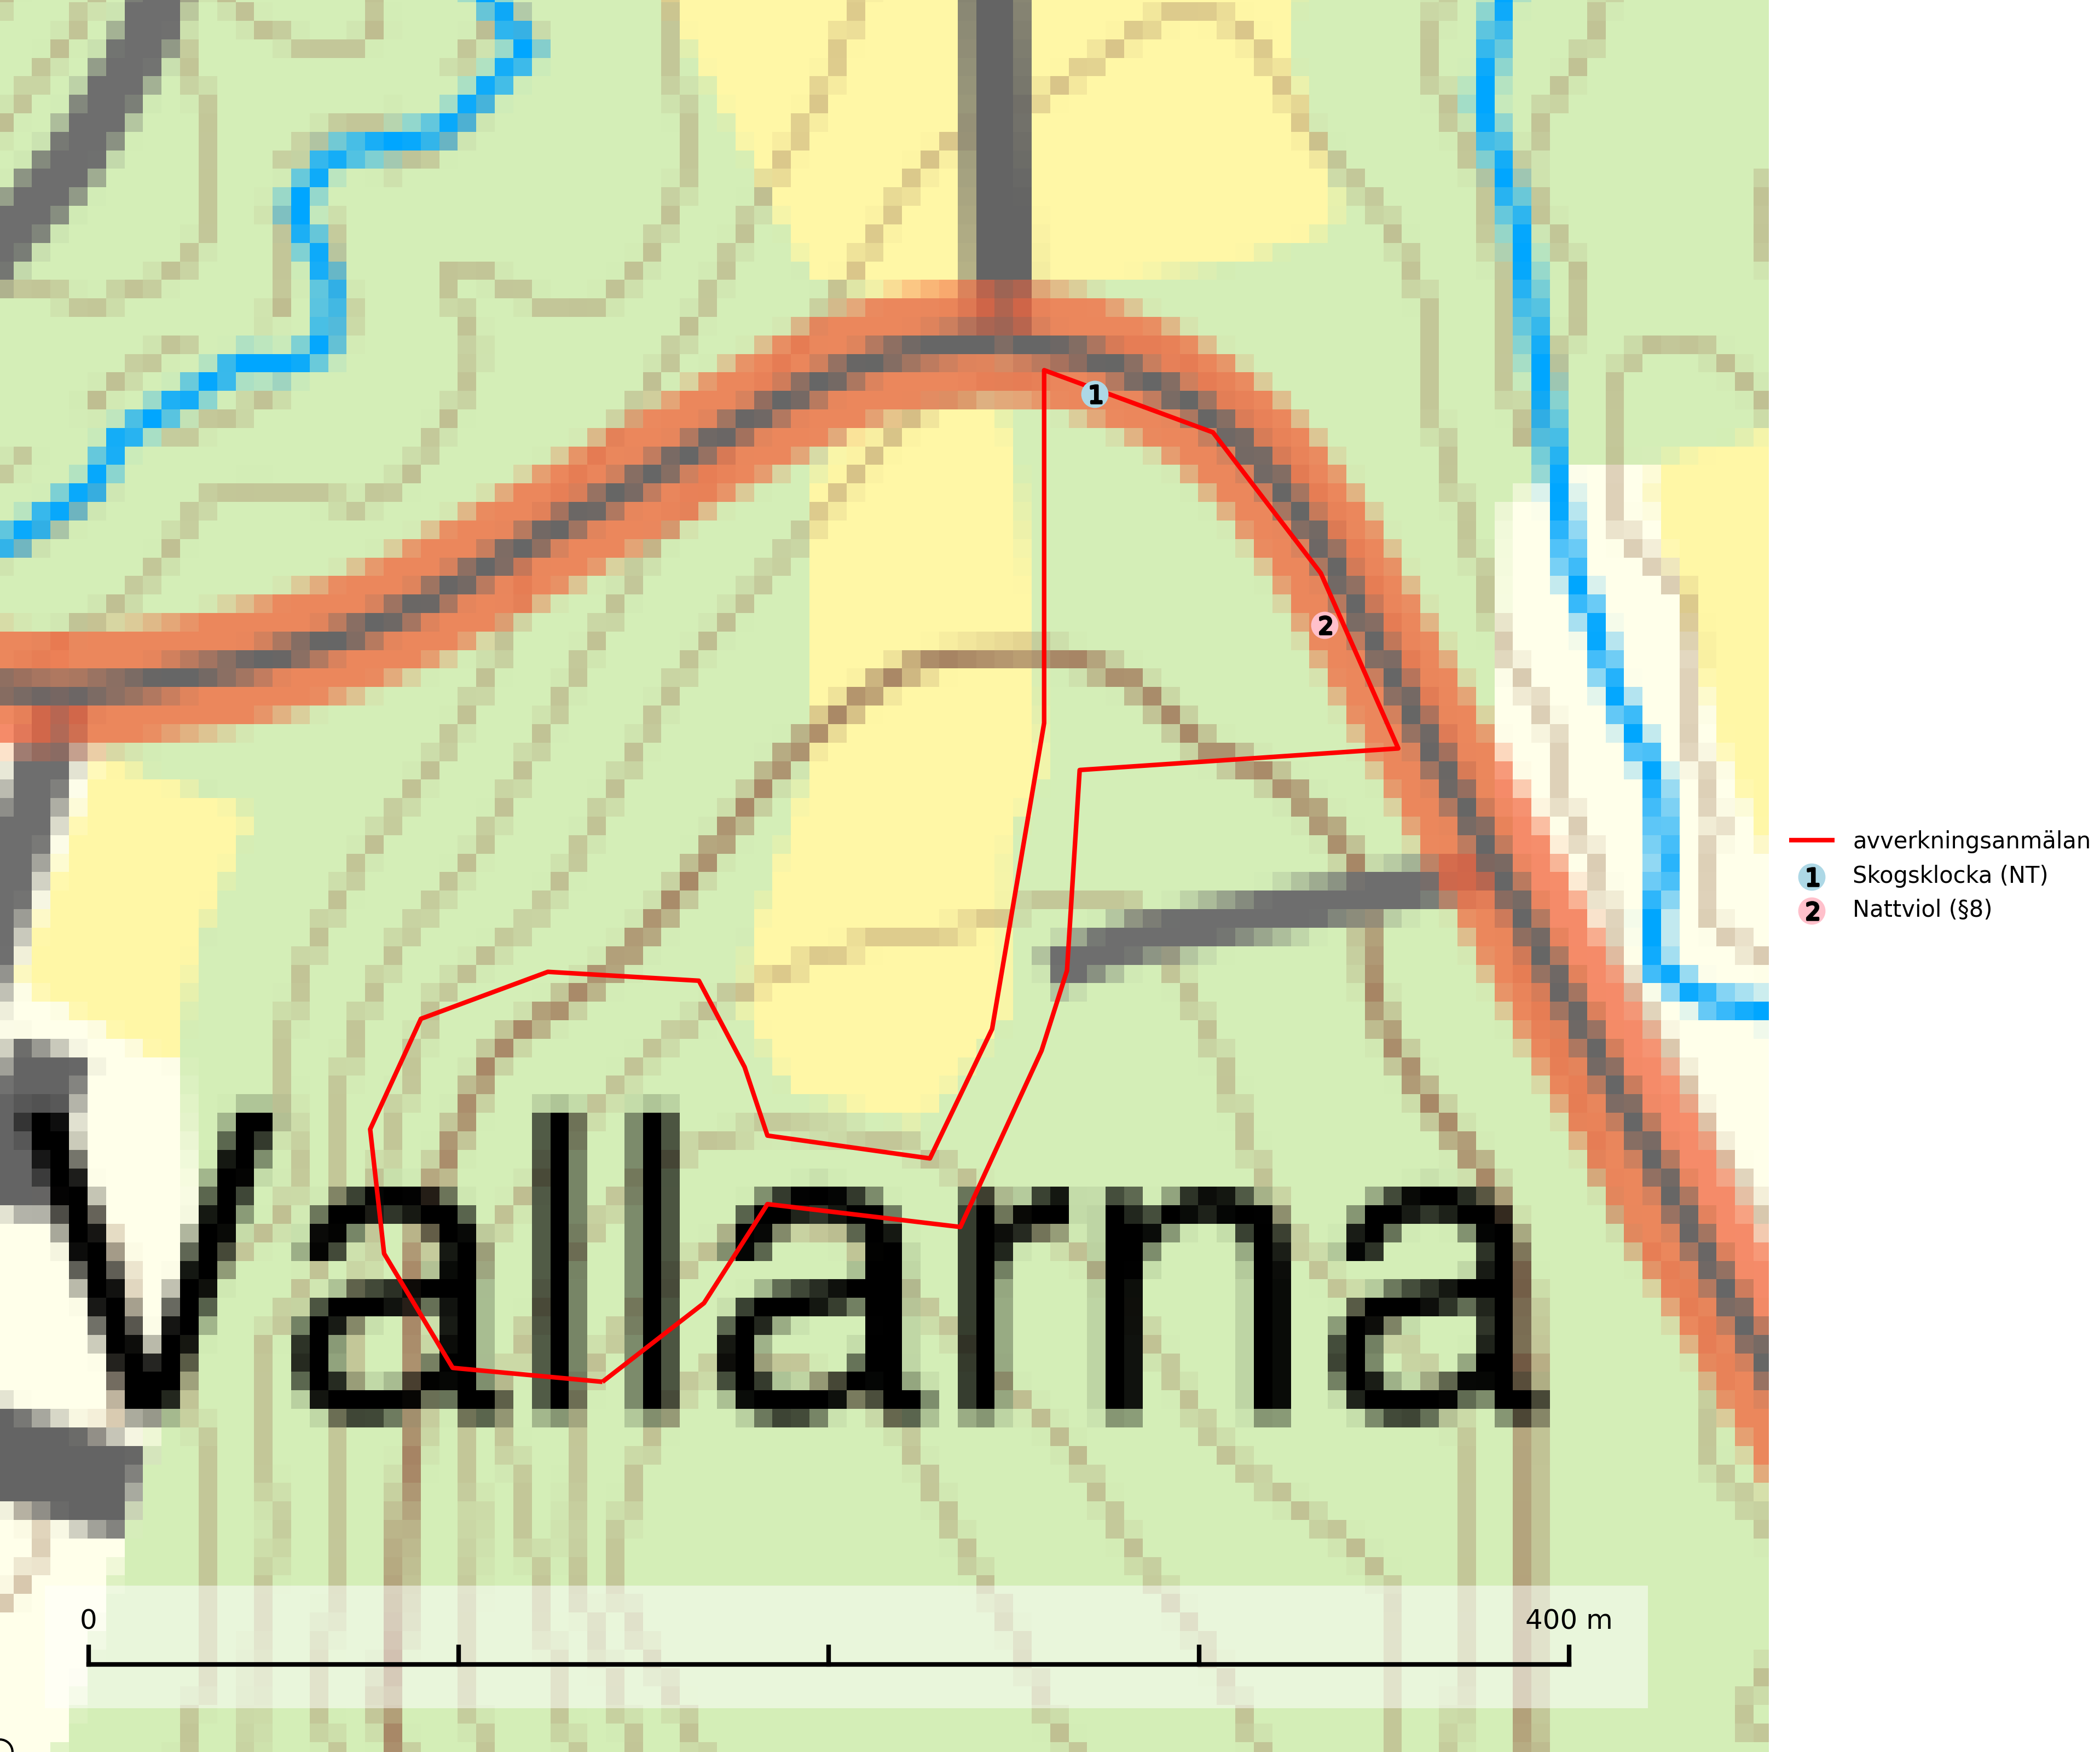 Vallarna
0 400 m
avverkningsanmälan
1 Skogsklocka (NT)
2 Nattviol (§8)
1
2